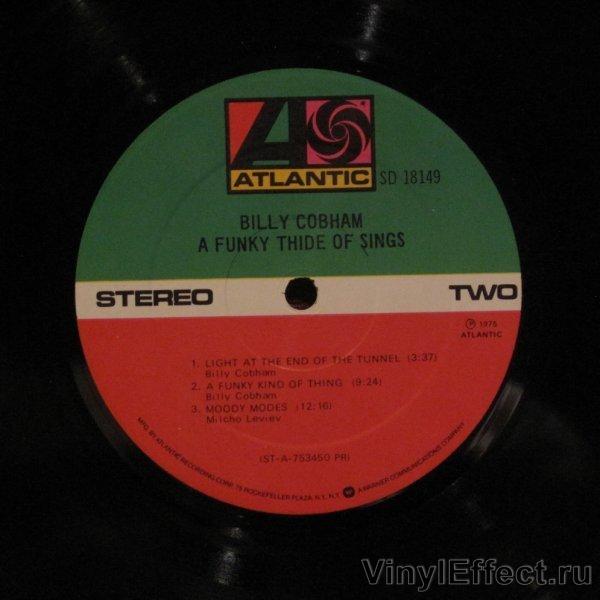 ATLANTIC
SD 18149
BILLY COBHAM
A FUNKY THIDE OF SINGS
STEREO
TWO
℗ 1975
ATLANTIC
1. LIGHT AT THE END OF THE TUNNEL (3:37)
Billy Cobham
2. A FUNKY KIND OF THING (9:24)
Billy Cobham
3. MOODY MODES (12:16)
Milcho Leviev
(ST-A-753450 PR)
MFG. BY ATLANTIC RECORDING CORP. 75 ROCKEFELLER PLAZA, N.Y., N.Y. A WARNER COMMUNICATIONS COMPANY
VinylEffect.ru